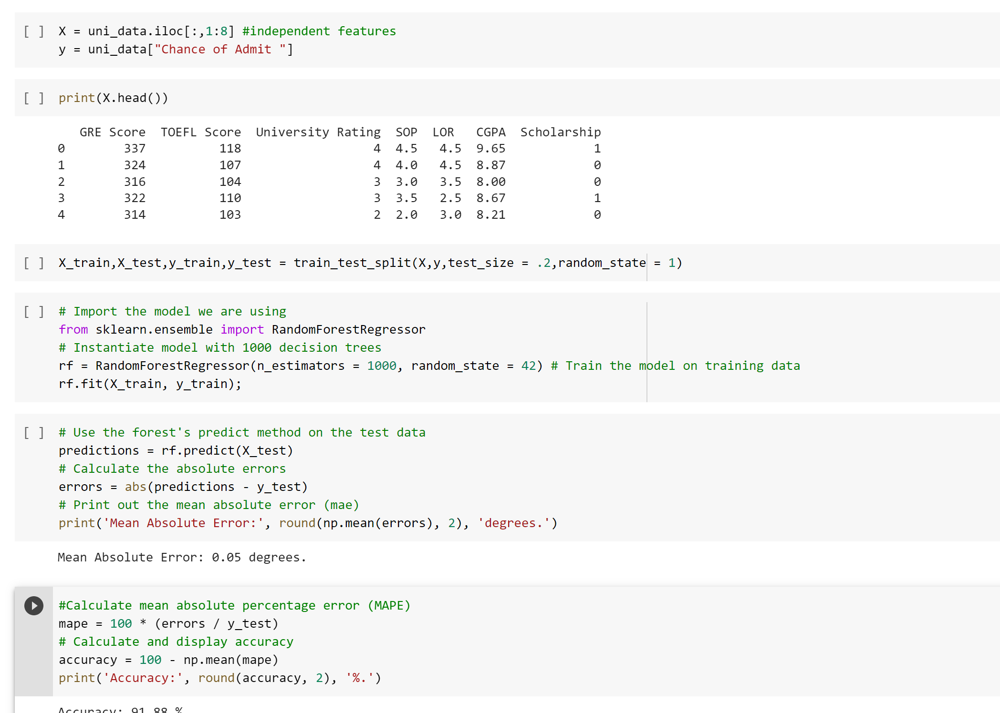 [ ] X = uni_data.iloc[:,1:8] #independent features
y = uni_data["Chance of Admit "]
[ ] print(X.head())
GRE Score  TOEFL Score  University Rating  SOP  LOR   CGPA  Scholarship
0        337          118                  4  4.5   4.5  9.65            1
1        324          107                  4  4.0   4.5  8.87            0
2        316          104                  3  3.0   3.5  8.00            0
3        322          110                  3  3.5   2.5  8.67            1
4        314          103                  2  2.0   3.0  8.21            0
[ ] X_train,X_test,y_train,y_test = train_test_split(X,y,test_size = .2,random_state = 1)
[ ] # Import the model we are using
from sklearn.ensemble import RandomForestRegressor
# Instantiate model with 1000 decision trees
rf = RandomForestRegressor(n_estimators = 1000, random_state = 42) # Train the model on training data
rf.fit(X_train, y_train);
[ ] # Use the forest's predict method on the test data
predictions = rf.predict(X_test)
# Calculate the absolute errors
errors = abs(predictions - y_test)
# Print out the mean absolute error (mae)
print('Mean Absolute Error:', round(np.mean(errors), 2), 'degrees.')
Mean Absolute Error: 0.05 degrees.
#Calculate mean absolute percentage error (MAPE)
mape = 100 * (errors / y_test)
# Calculate and display accuracy
accuracy = 100 - np.mean(mape)
print('Accuracy:', round(accuracy, 2), '%.')
Accuracy: 91.88 %